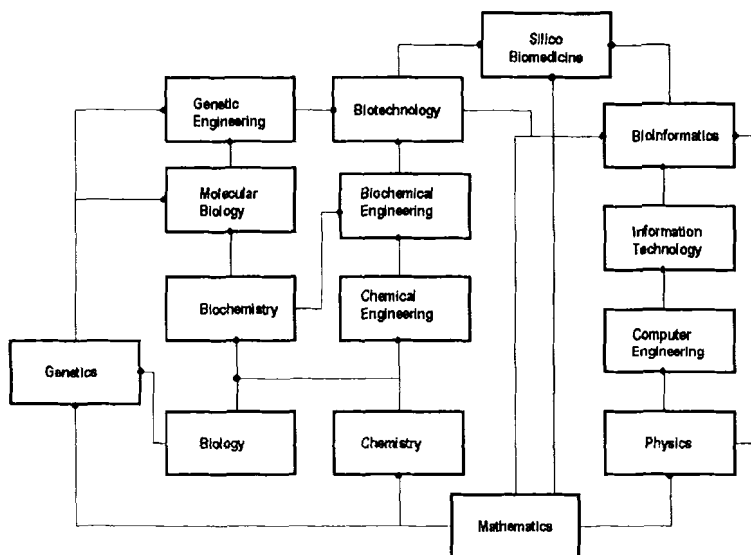 Silico
Biomedicine
Genetic
Engineering
Biotechnology
Bioinformatics
Molecular
Biology
Biochemical
Engineering
Information
Technology
Biochemistry
Chemical
Engineering
Computer
Engineering
Genetics
Biology
Chemistry
Physics
Mathematics